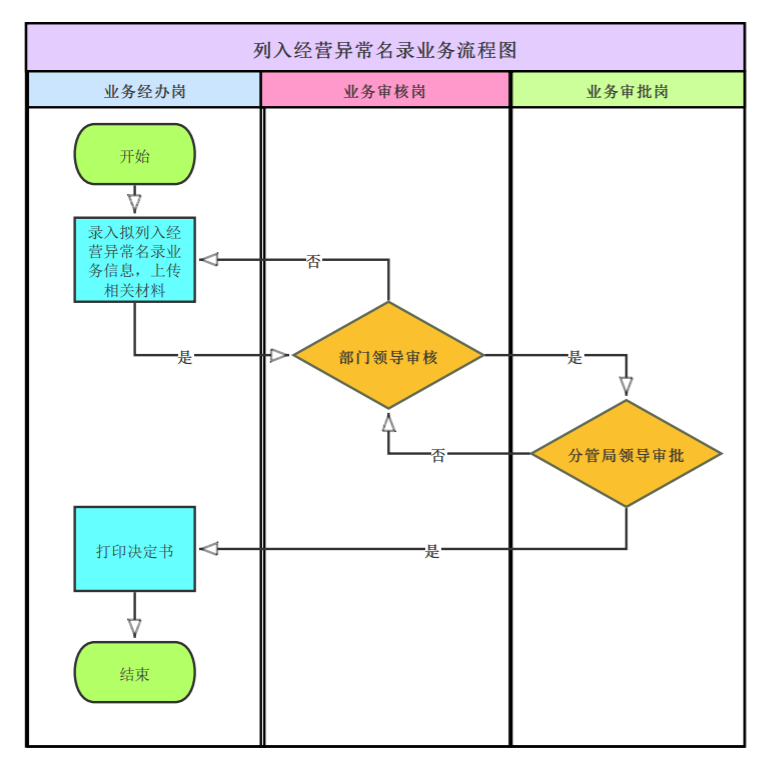 列入经营异常名录业务流程图
业务经办岗
业务审核岗
业务审批岗
开始
录入拟列入经
营异常名录业
务信息，上传
相关材料
否
是
部门领导审核
是
否
分管局领导审批
打印决定书
是
结束